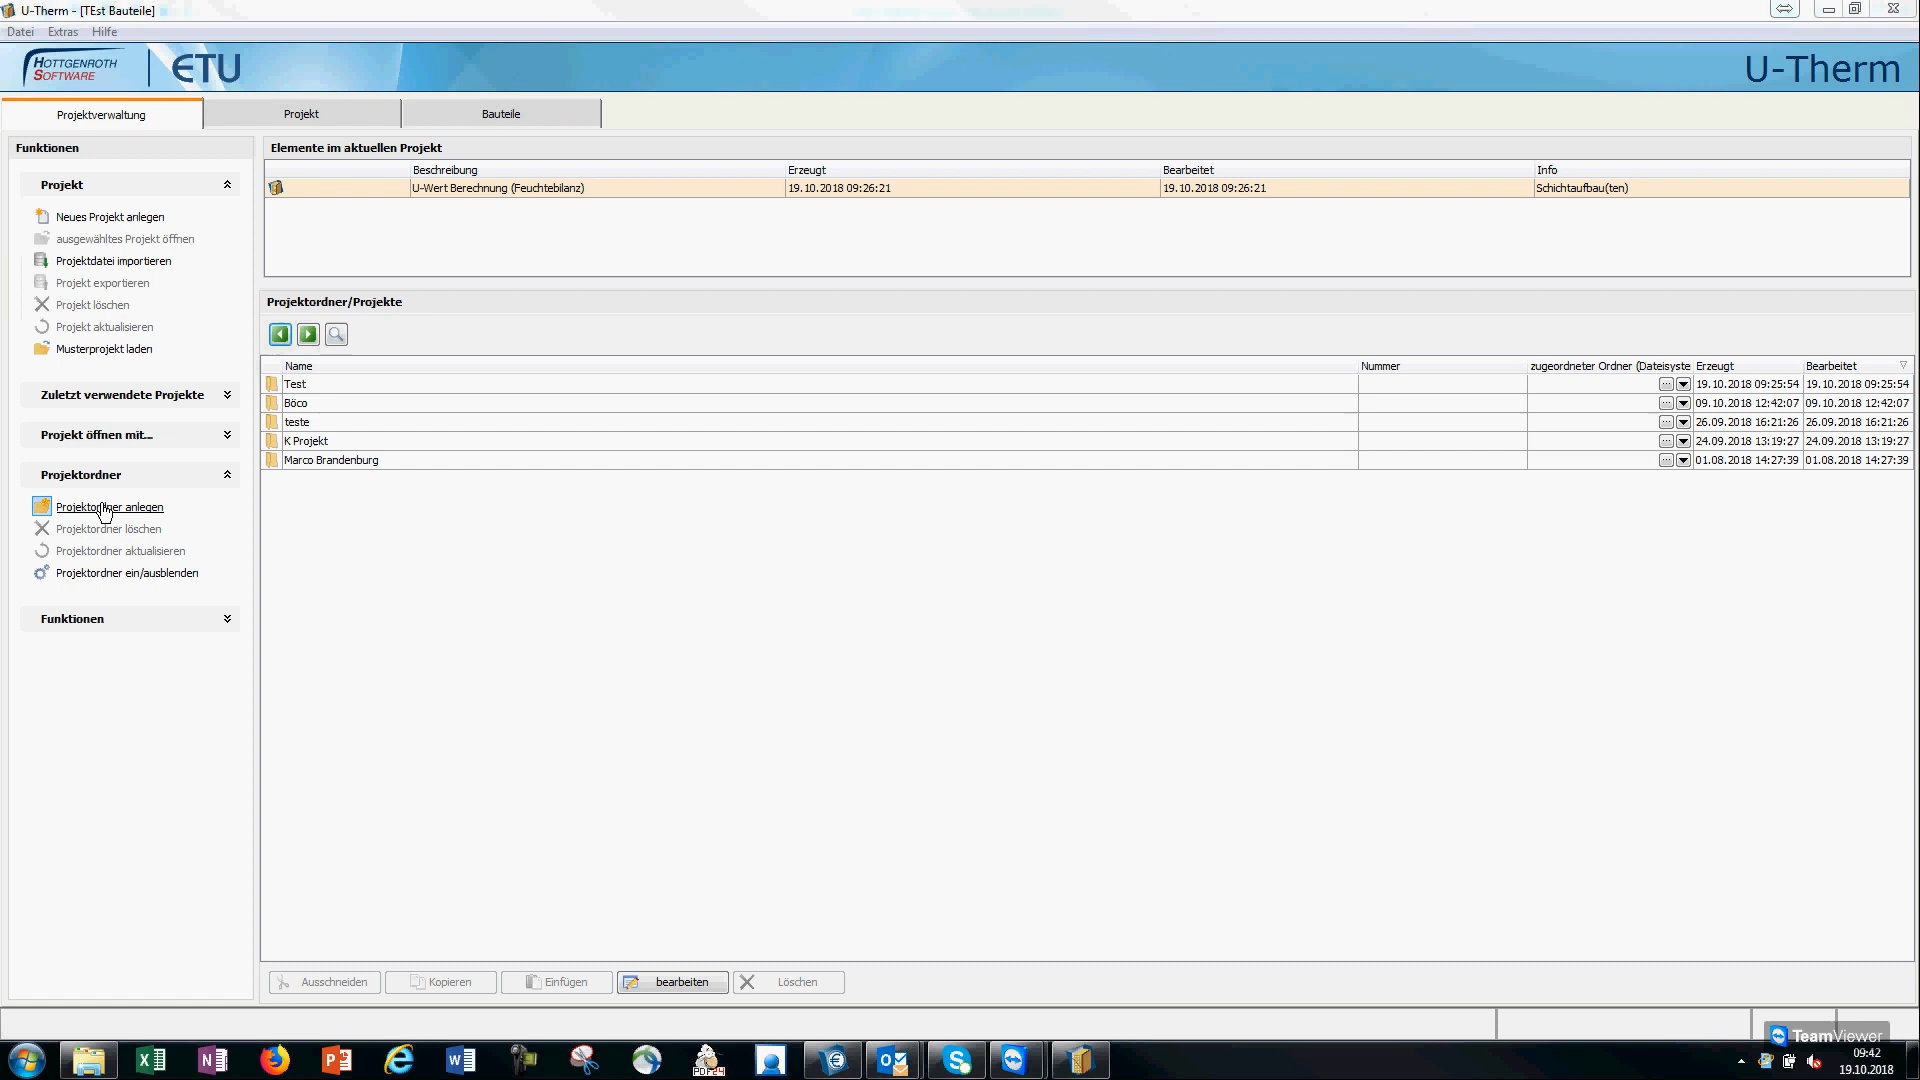 U-Therm - [TEst Bauteile]
Datei Extras Hilfe
HOTTGENROTH SOFTWARE ETU
U-Therm
Projektverwaltung Projekt Bauteile
Funktionen
Projekt
Neues Projekt anlegen
ausgewähltes Projekt öffnen
Projektdatei importieren
Projekt exportieren
Projekt löschen
Projekt aktualisieren
Musterprojekt laden
Zuletzt verwendete Projekte
Projekt öffnen mit...
Projektordner
Projektordner anlegen
Projektordner löschen
Projektordner aktualisieren
Projektordner ein/ausblenden
Funktionen
Elemente im aktuellen Projekt
Beschreibung Erzeugt Bearbeitet Info
U-Wert Berechnung (Feuchtebilanz) 19.10.2018 09:26:21 19.10.2018 09:26:21 Schichtaufbau(ten)
Projektordner/Projekte
Name Nummer zugeordneter Ordner (Dateisyste Erzeugt Bearbeitet
Test 19.10.2018 09:25:54 19.10.2018 09:25:54
Böco 09.10.2018 12:42:07 09.10.2018 12:42:07
teste 26.09.2018 16:21:26 26.09.2018 16:21:26
K Projekt 24.09.2018 13:19:27 24.09.2018 13:19:27
Marco Brandenburg 01.08.2018 14:27:39 01.08.2018 14:27:39
Ausschneiden Kopieren Einfügen bearbeiten Löschen
TeamViewer
PDF24
09:42
19.10.2018